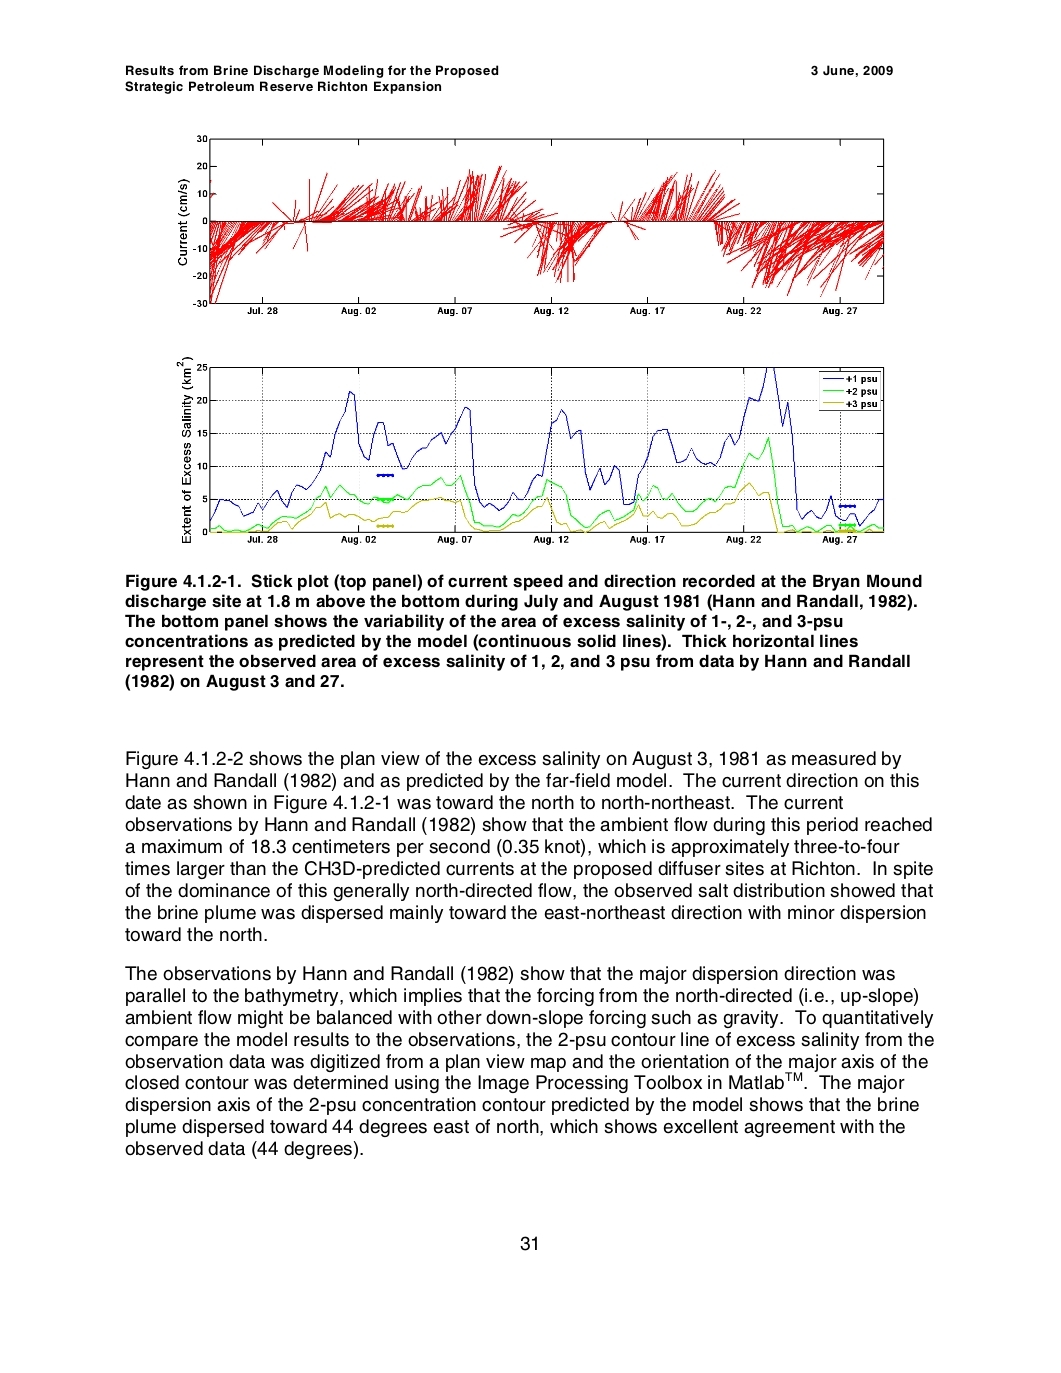 Results from Brine Discharge Modeling for the Proposed
Strategic Petroleum Reserve Richton Expansion
3 June, 2009
Current (cm/s)
30
20
10
0
-10
-20
-30
Jul. 28
Aug. 02
Aug. 07
Aug. 12
Aug. 17
Aug. 22
Aug. 27
Extent of Excess Salinity (km2)
25
20
15
10
5
0
+1 psu
+2 psu
+3 psu
Jul. 28
Aug. 02
Aug. 07
Aug. 12
Aug. 17
Aug. 22
Aug. 27
Figure 4.1.2-1. Stick plot (top panel) of current speed and direction recorded at the Bryan Mound
discharge site at 1.8 m above the bottom during July and August 1981 (Hann and Randall, 1982).
The bottom panel shows the variability of the area of excess salinity of 1-, 2-, and 3-psu
concentrations as predicted by the model (continuous solid lines). Thick horizontal lines
represent the observed area of excess salinity of 1, 2, and 3 psu from data by Hann and Randall
(1982) on August 3 and 27.
Figure 4.1.2-2 shows the plan view of the excess salinity on August 3, 1981 as measured by
Hann and Randall (1982) and as predicted by the far-field model. The current direction on this
date as shown in Figure 4.1.2-1 was toward the north to north-northeast. The current
observations by Hann and Randall (1982) show that the ambient flow during this period reached
a maximum of 18.3 centimeters per second (0.35 knot), which is approximately three-to-four
times larger than the CH3D-predicted currents at the proposed diffuser sites at Richton. In spite
of the dominance of this generally north-directed flow, the observed salt distribution showed that
the brine plume was dispersed mainly toward the east-northeast direction with minor dispersion
toward the north.
The observations by Hann and Randall (1982) show that the major dispersion direction was
parallel to the bathymetry, which implies that the forcing from the north-directed (i.e., up-slope)
ambient flow might be balanced with other down-slope forcing such as gravity. To quantitatively
compare the model results to the observations, the 2-psu contour line of excess salinity from the
observation data was digitized from a plan view map and the orientation of the major axis of the
closed contour was determined using the Image Processing Toolbox in Matlab™. The major
dispersion axis of the 2-psu concentration contour predicted by the model shows that the brine
plume dispersed toward 44 degrees east of north, which shows excellent agreement with the
observed data (44 degrees).
31